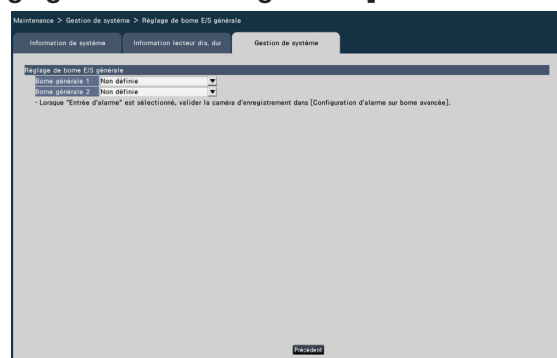 Maintenance > Gestion de système > Réglage de borne E/S générale
Information de système Information lecteur dis. dur Gestion de système
Réglage de borne E/S générale
Borne générale 1 Non définie
Borne générale 2 Non définie
- Lorsque "Entrée d'alarme" est sélectionné, valider la caméra d'enregistrement dans [Configuration d'alarme sur borne avancée].
Précédent